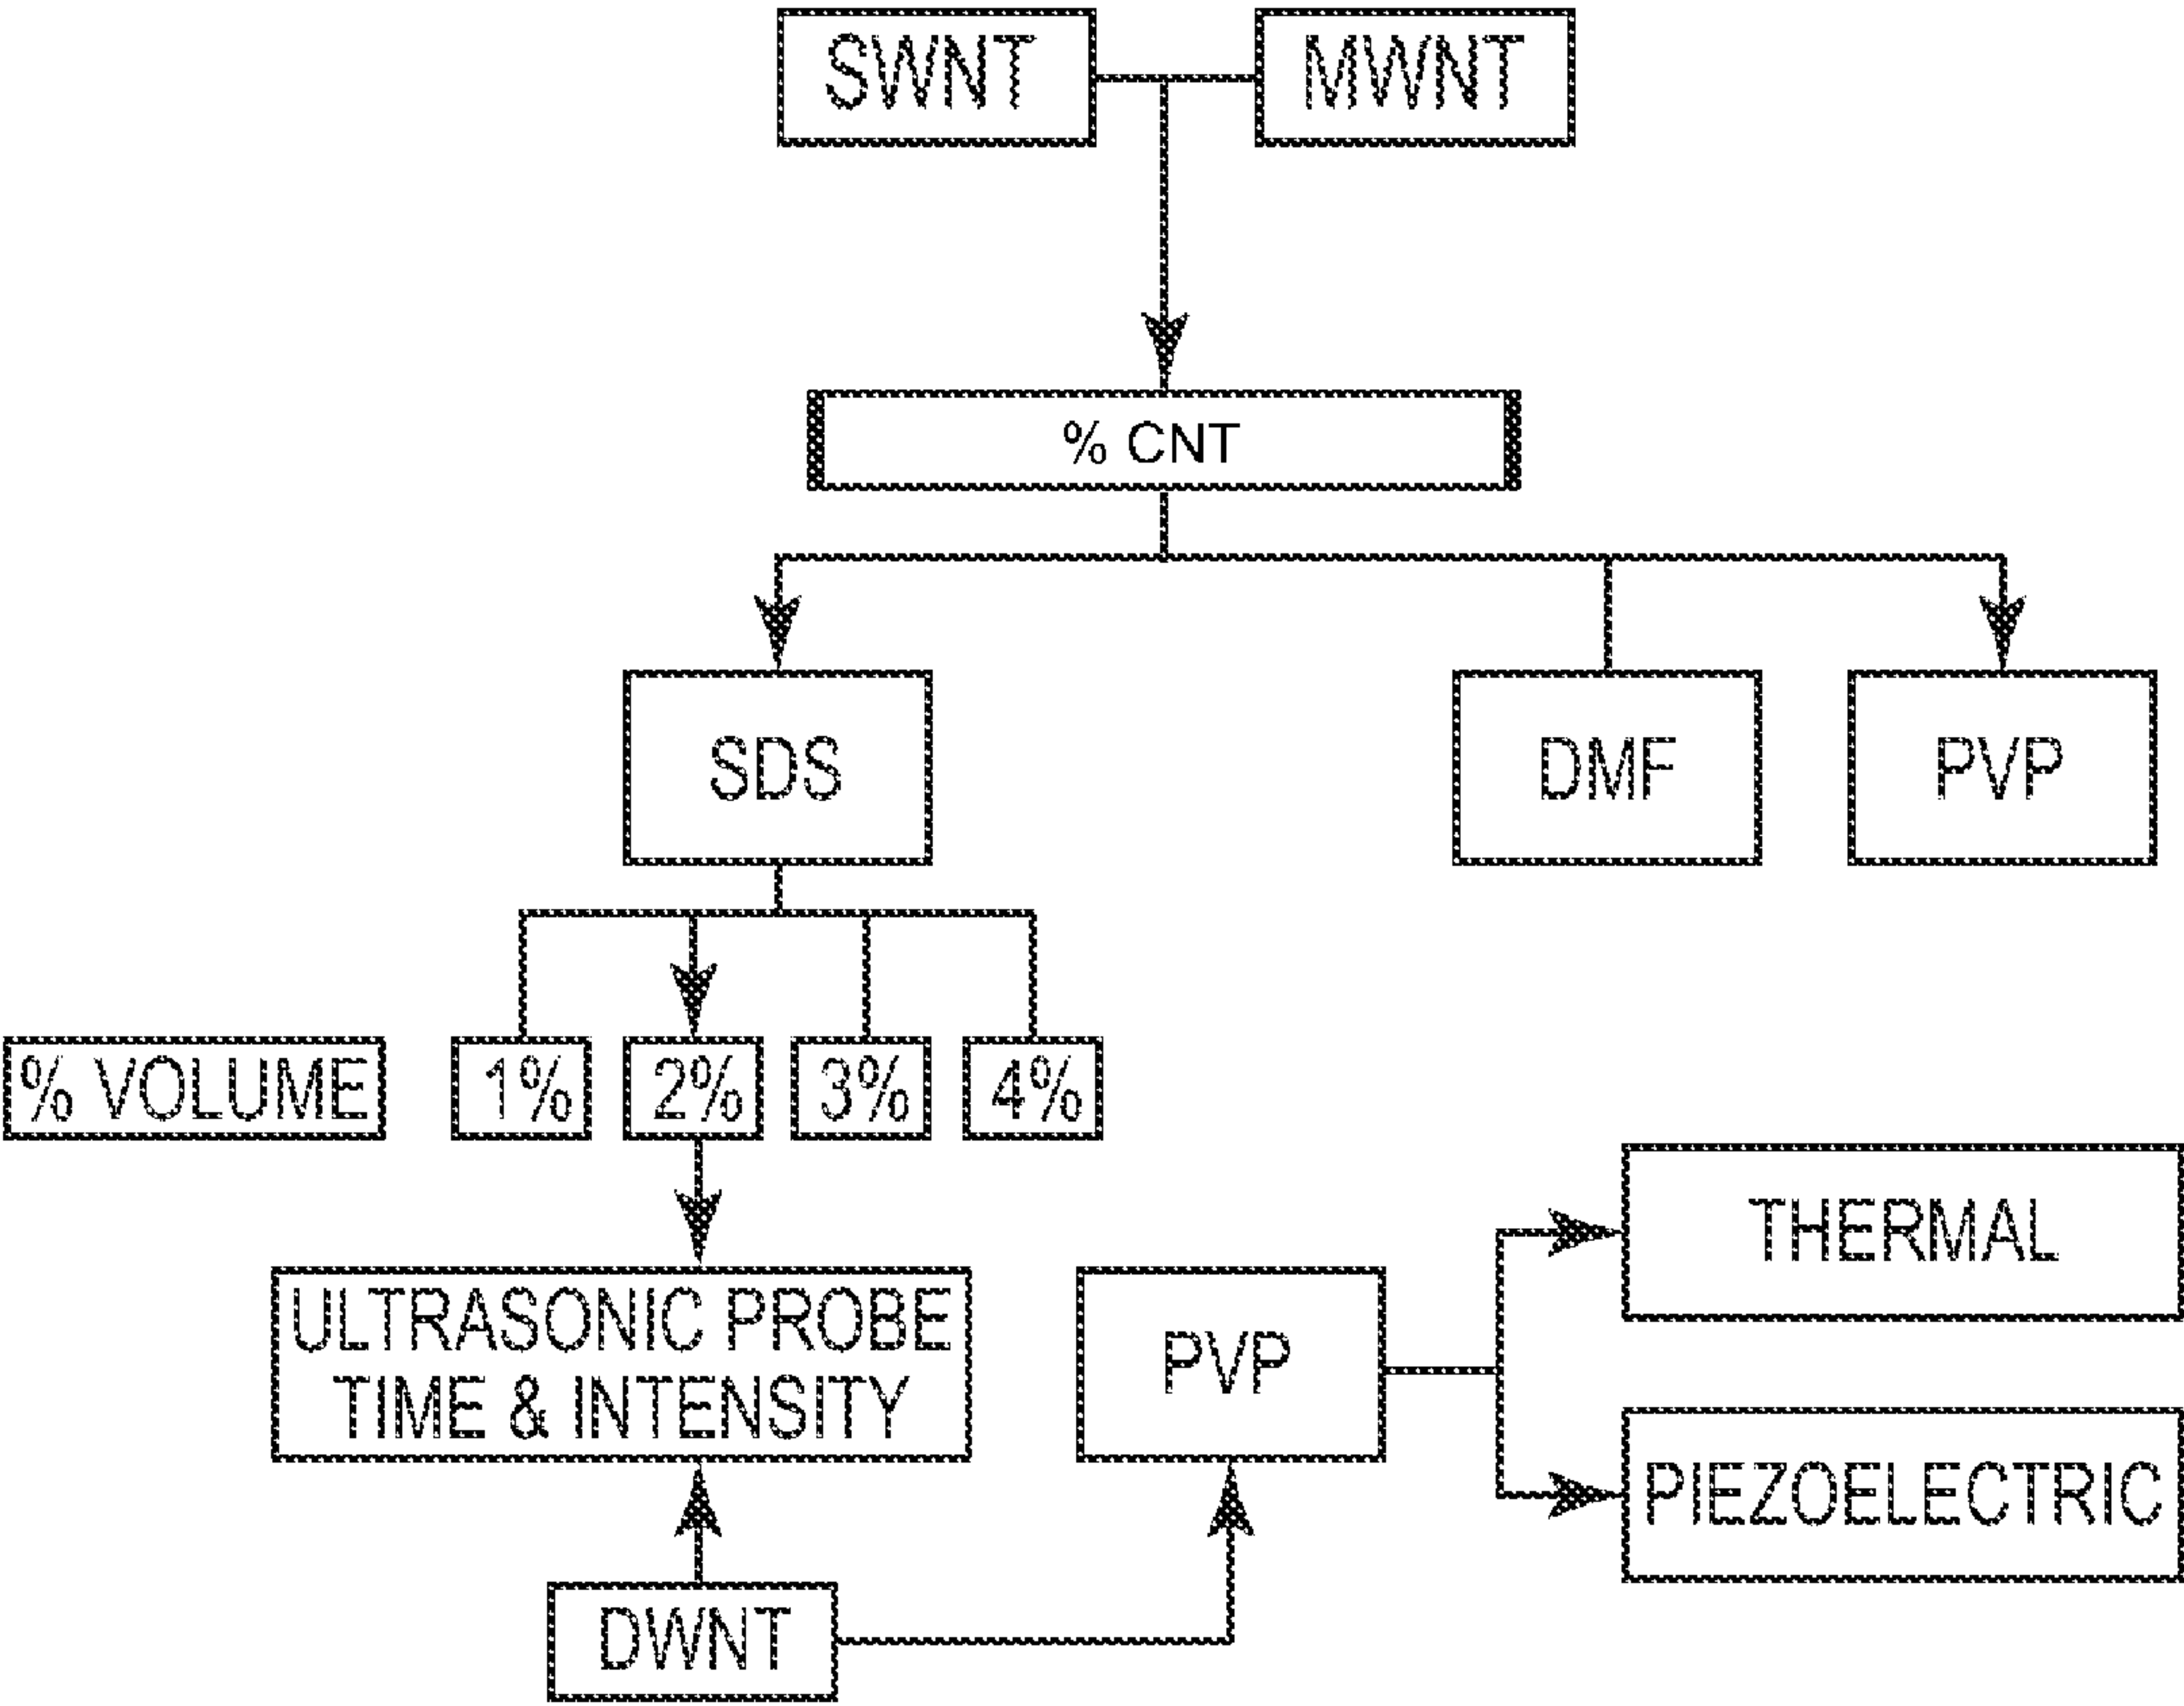 SWNT
MWNT
% CNT
SDS
DMF
PVP
% VOLUME
1%
2%
3%
4%
THERMAL
ULTRASONIC PROBE
TIME & INTENSITY
PVP
PIEZOELECTRIC
DWNT